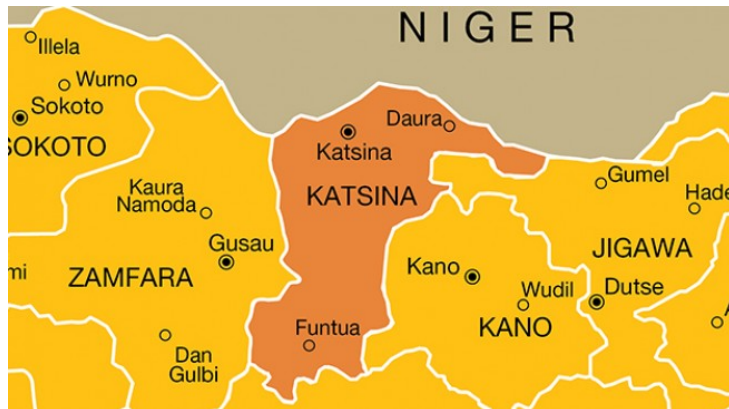 NIGER
Illela
Wurno
Sokoto
SOKOTO
Daura
Katsina
Kaura
Namoda
KATSINA
Gumel
Hade
Gusau
JIGAWA
mi
ZAMFARA
Kano
Wudil
Dutse
KANO
A
Funtua
Dan
Gulbi